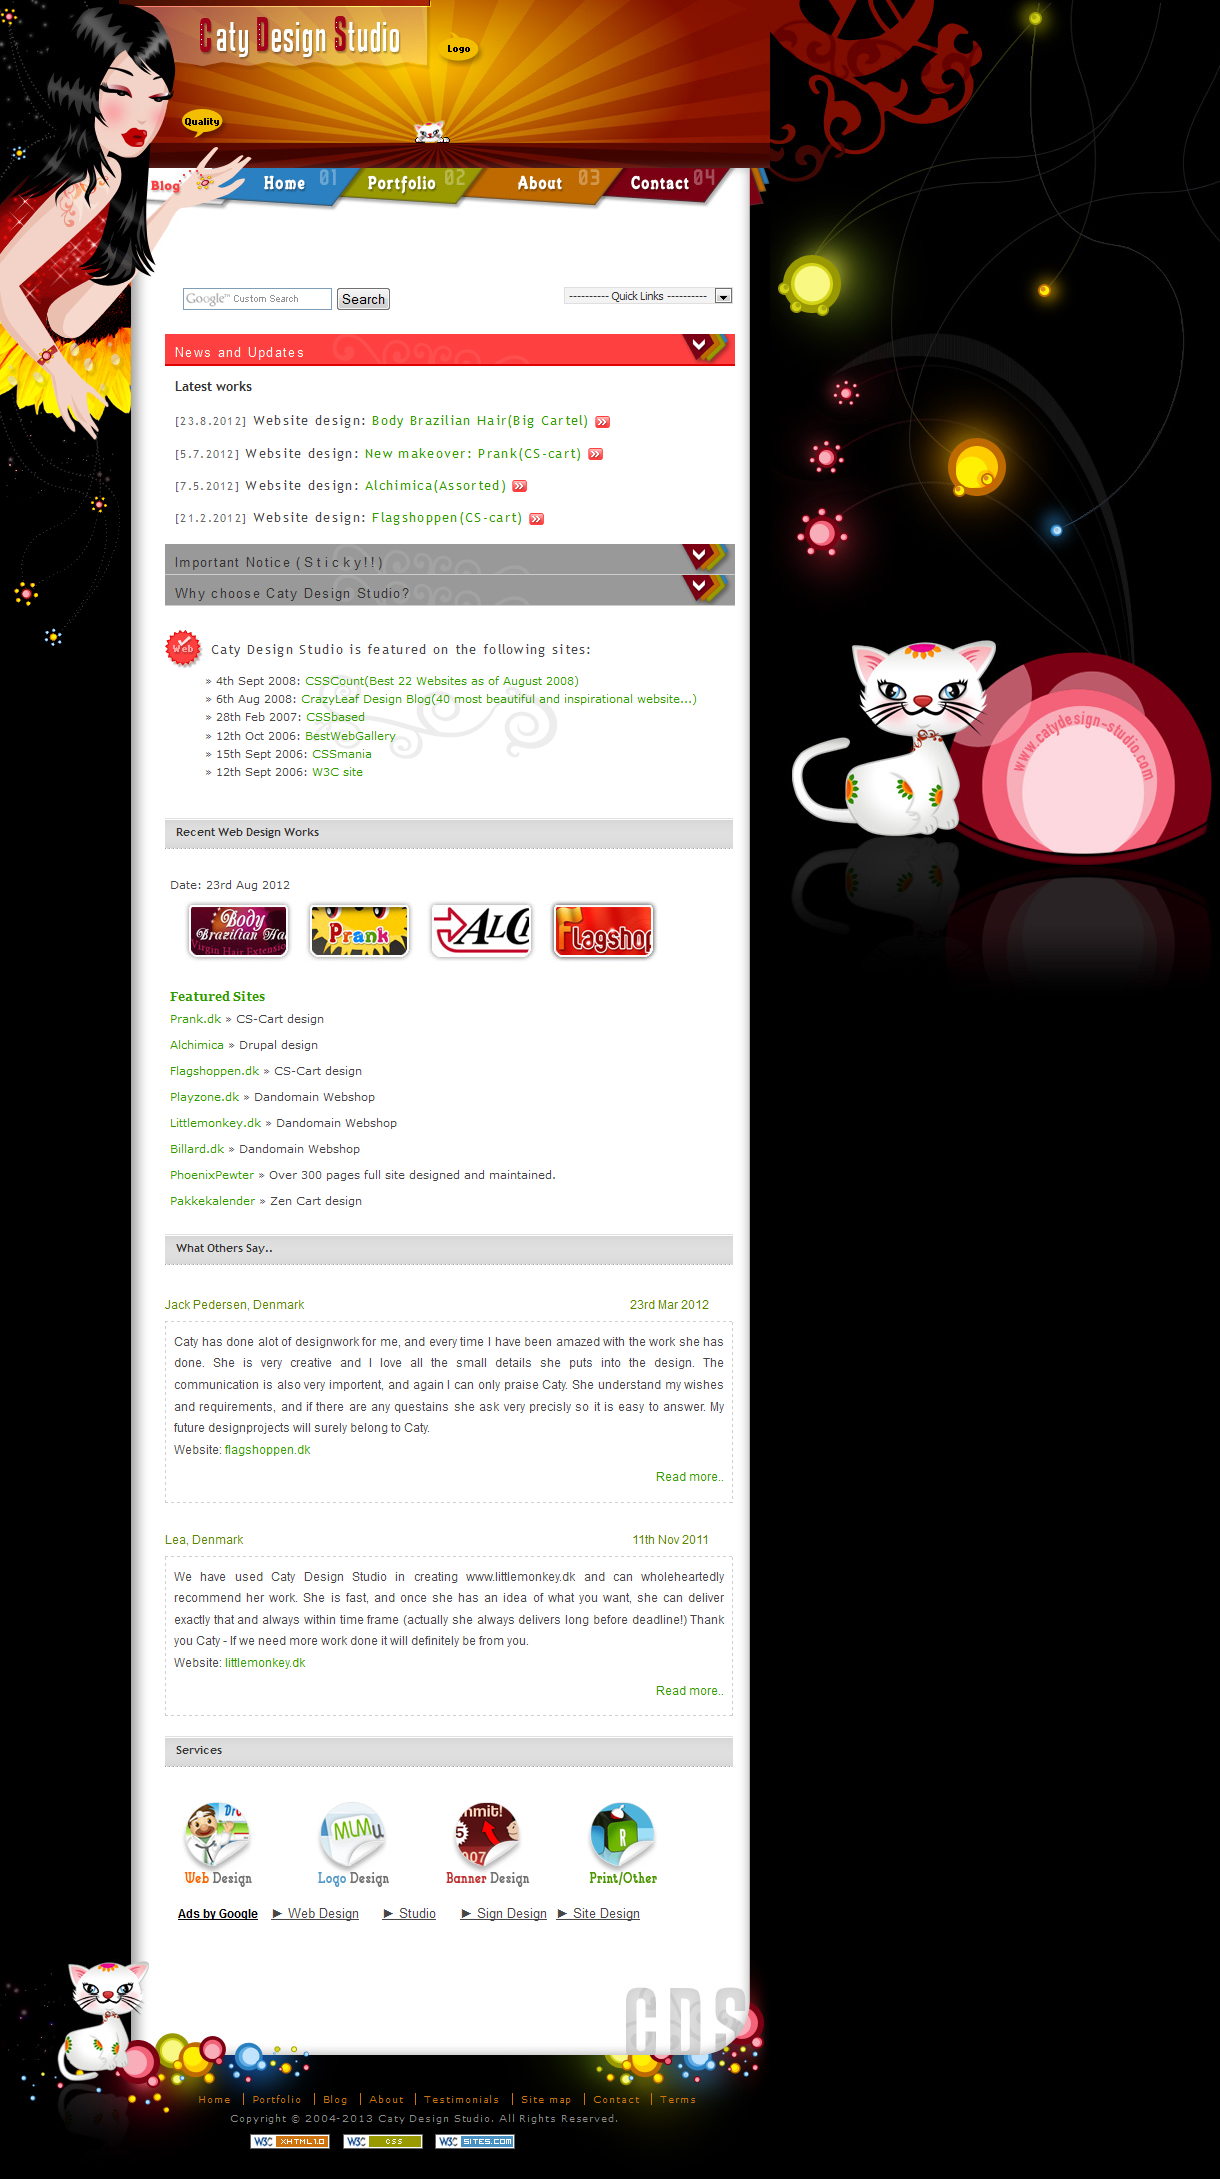 Caty Design Studio
Logo
Quality
Blog
Home 01
Portfolio 02
About 03
Contact 04
Google™ Custom Search
Search
---------- Quick Links ----------
News and Updates
Latest works
[23.8.2012] Website design: Body Brazilian Hair(Big Cartel)
[5.7.2012] Website design: New makeover: Prank(CS-cart)
[7.5.2012] Website design: Alchimica(Assorted)
[21.2.2012] Website design: Flagshoppen(CS-cart)
Important Notice (Sticky!!)
Why choose Caty Design Studio?
Web
Caty Design Studio is featured on the following sites:
» 4th Sept 2008: CSSCount(Best 22 Websites as of August 2008)
» 6th Aug 2008: CrazyLeaf Design Blog(40 most beautiful and inspirational website...)
» 28th Feb 2007: CSSbased
» 12th Oct 2006: BestWebGallery
» 15th Sept 2006: CSSmania
» 12th Sept 2006: W3C site
www.catydesign-studio.com
Recent Web Design Works
Date: 23rd Aug 2012
Body
Brazilian Ha
Virgin Hair Extension
Prank
ALC
Flagshop
Featured Sites
Prank.dk » CS-Cart design
Alchimica » Drupal design
Flagshoppen.dk » CS-Cart design
Playzone.dk » Dandomain Webshop
Littlemonkey.dk » Dandomain Webshop
Billard.dk » Dandomain Webshop
PhoenixPewter » Over 300 pages full site designed and maintained.
Pakkekalender » Zen Cart design
What Others Say..
Jack Pedersen, Denmark 23rd Mar 2012
Caty has done alot of designwork for me, and every time I have been amazed with the work she has
done. She is very creative and I love all the small details she puts into the design. The
communication is also very importent, and again I can only praise Caty. She understand my wishes
and requirements, and if there are any questains she ask very precisly so it is easy to answer. My
future designprojects will surely belong to Caty.
Website: flagshoppen.dk
Read more..
Lea, Denmark 11th Nov 2011
We have used Caty Design Studio in creating www.littlemonkey.dk and can wholeheartedly
recommend her work. She is fast, and once she has an idea of what you want, she can deliver
exactly that and always within time frame (actually she always delivers long before deadline!) Thank
you Caty - If we need more work done it will definitely be from you.
Website: littlemonkey.dk
Read more..
Services
Dr
MLMu
mmit!
5
007
R
Web Design
Logo Design
Banner Design
Print/Other
Ads by Google
► Web Design
► Studio
► Sign Design
► Site Design
CDS
Home | Portfolio | Blog | About | Testimonials | Site map | Contact | Terms
Copyright © 2004-2013 Caty Design Studio. All Rights Reserved.
W3C XHTML1.0
W3C CSS
W3C SITES.COM